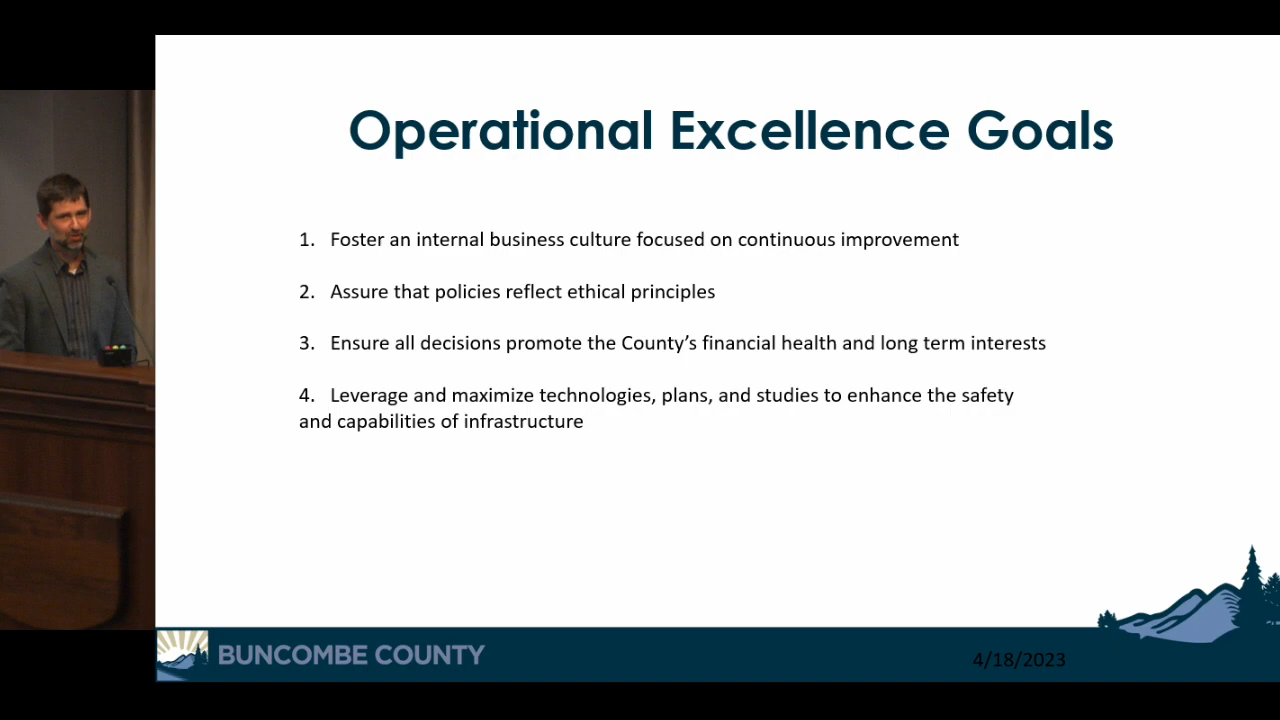 Operational Excellence Goals
1. Foster an internal business culture focused on continuous improvement
2. Assure that policies reflect ethical principles
3. Ensure all decisions promote the County’s financial health and long term interests
4. Leverage and maximize technologies, plans, and studies to enhance the safety
and capabilities of infrastructure
BUNCOMBE COUNTY
4/18/2023